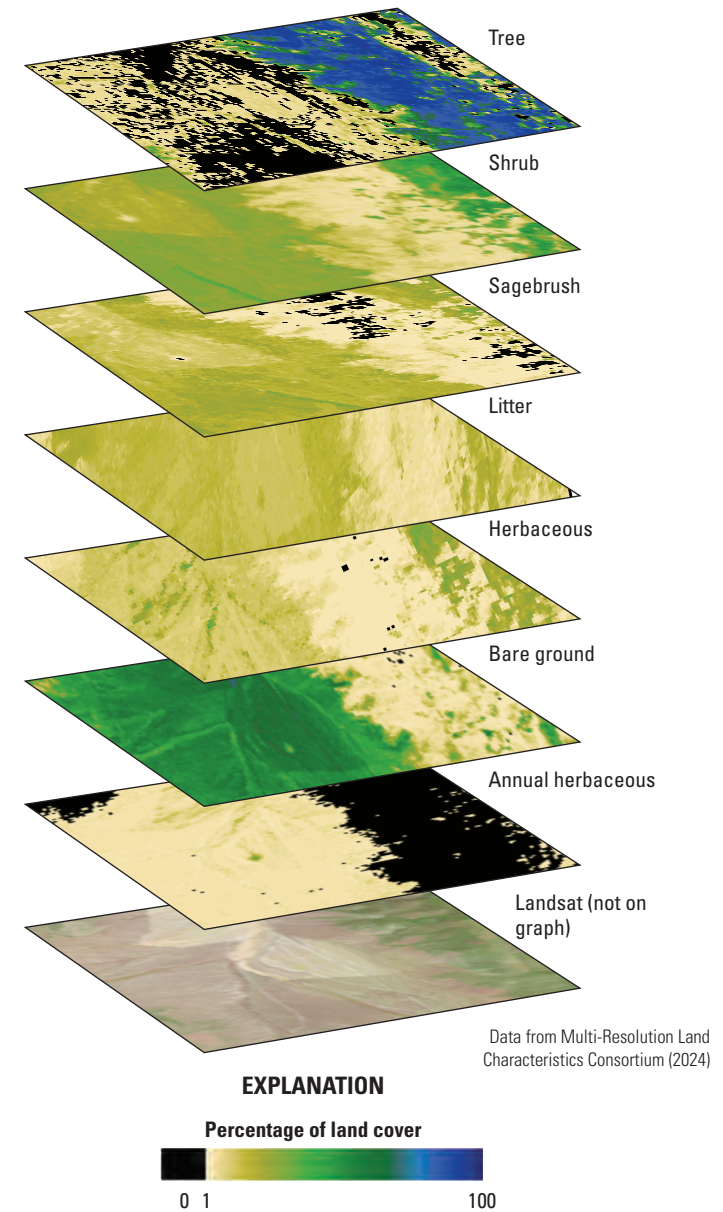 Tree
Shrub
Sagebrush
Litter
Herbaceous
Bare ground
Annual herbaceous
Landsat (not on
graph)
Data from Multi-Resolution Land
Characteristics Consortium (2024)
EXPLANATION
Percentage of land cover
0 1 100